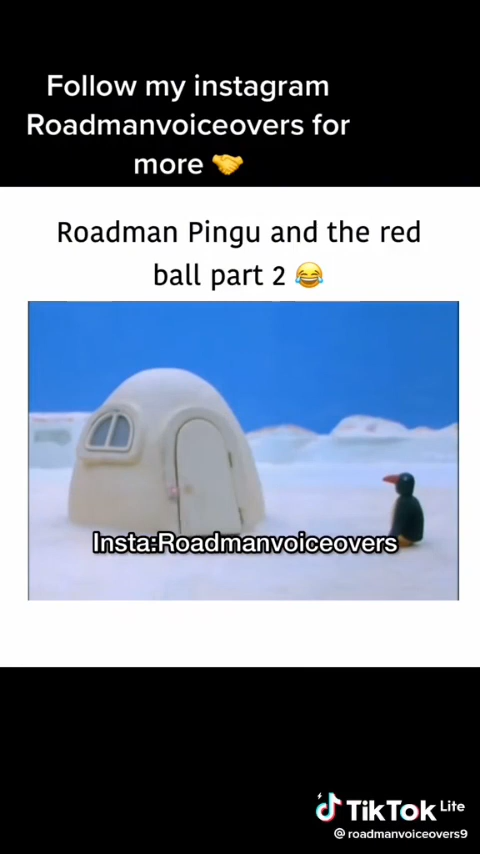 Follow my instagram
Roadmanvoiceovers for
more 🤝
Roadman Pingu and the red
ball part 2 😂
Insta:Roadmanvoiceovers
TikTok Lite
@roadmanvoiceovers9